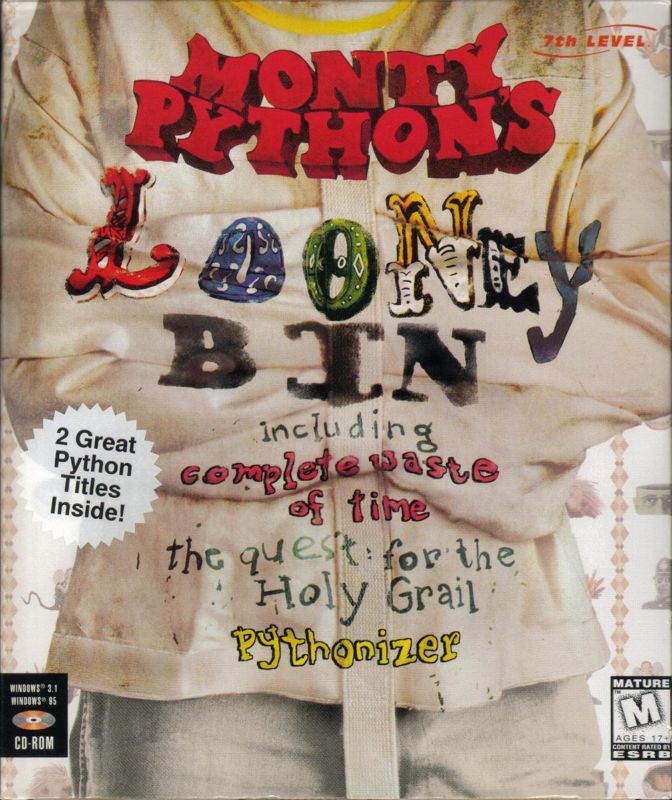 7th LEVEL
MONTY
PYTHON'S
LOONEY
BIN
including
complete waste
of time
the quest for the
Holy Grail
Pythonizer
2 Great
Python
Titles
Inside!
WINDOWS® 3.1
WINDOWS® 95
CD-ROM
MATURE
M
™
AGES 17+
CONTENT RATED BY
ESRB